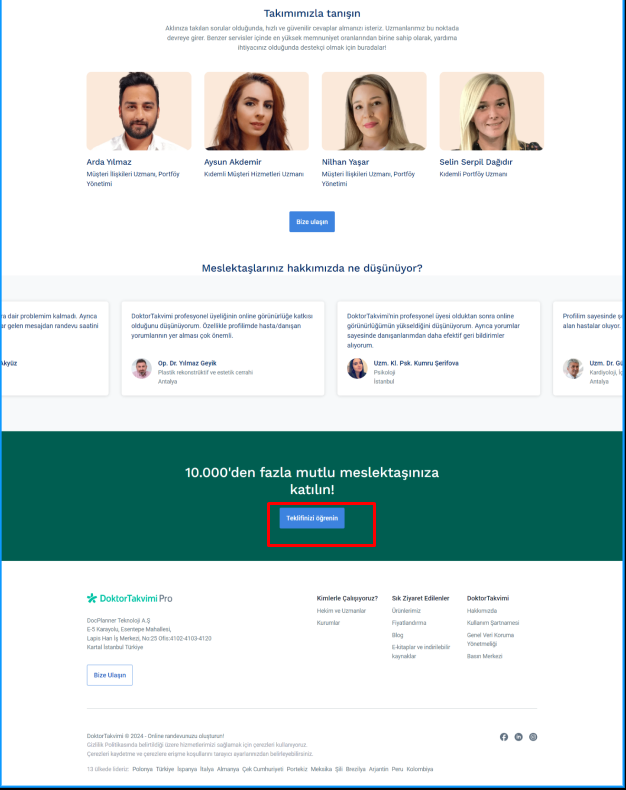 Takımımızla tanışın
Aklınıza takılan sorular olduğunda, hızlı ve güvenilir cevaplar almanızı isteriz. Uzmanlarımız bu noktada
devreye girer. Benzer servisler içinde en yüksek memnuniyet oranlarından birine sahip olarak, yardıma
ihtiyacınız olduğunda destekçi olmak için buradalar!
Arda Yılmaz
Müşteri İlişkileri Uzmanı, Portföy
Yönetimi
Aysun Akdemir
Kıdemli Müşteri Hizmetleri Uzmanı
Nilhan Yaşar
Müşteri İlişkileri Uzmanı, Portföy
Yönetimi
Selin Serpil Dağıdır
Kıdemli Portföy Uzmanı
Bize ulaşın
Meslektaşlarınız hakkımızda ne düşünüyor?
ra dair problemim kalmadı. Ayrıca
ar gelen mesajdan randevu saatini
Akyüz
DoktorTakvimi profesyonel üyeliğinin online görünürlüğe katkısı
olduğunu düşünüyorum. Özellikle profilimde hasta/danışan
yorumlarının yer alması çok önemli.
Op. Dr. Yılmaz Geyik
Plastik rekonstrüktif ve estetik cerrahi
Antalya
DoktorTakvimi'nin profesyonel üyesi olduktan sonra online
görünürlüğümün yükseldiğini düşünüyorum. Ayrıca yorumlar
sayesinde danışanlarımdan daha efektif geri bildirimler
alıyorum.
Uzm. Kl. Psk. Kumru Şerifova
Psikoloji
İstanbul
Profilim sayesinde
alan hastalar oluyor.
Uzm. Dr.
Kardiyoloji,
Antalya
10.000'den fazla mutlu meslektaşınıza
katılın!
Teklifinizi öğrenin
DoktorTakvimi Pro
DocPlanner Teknoloji A.Ş
E-5 Karayolu, Esentepe Mahallesi,
Lapis Han İş Merkezi, No:25 Ofis:4102-4103-4120
Kartal İstanbul Türkiye
Bize Ulaşın
Kimlerle Çalışıyoruz?
Hekim ve Uzmanlar
Kurumlar
Sık Ziyaret Edilenler
Ürünlerimiz
Fiyatlandırma
Blog
E-kitaplar ve indirilebilir
kaynaklar
DoktorTakvimi
Hakkımızda
Kullanım Şartnamesi
Genel Veri Koruma
Yönetmeliği
Basın Merkezi
DoktorTakvimi © 2024 - Online randevunuzu oluşturun!
Gizlilik Politikasında belirtildiği üzere hizmetlerimizi sağlamak için çerezleri kullanıyoruz.
Çerezleri kaydetme ve çerezlere erişme koşullarını tarayıcı ayarlarınızdan belirleyebilirsiniz.
13 ülkede lideriz: Polonya Türkiye İspanya İtalya Almanya Çek Cumhuriyeti Portekiz Meksika Şili Brezilya Arjantin Peru Kolombiya